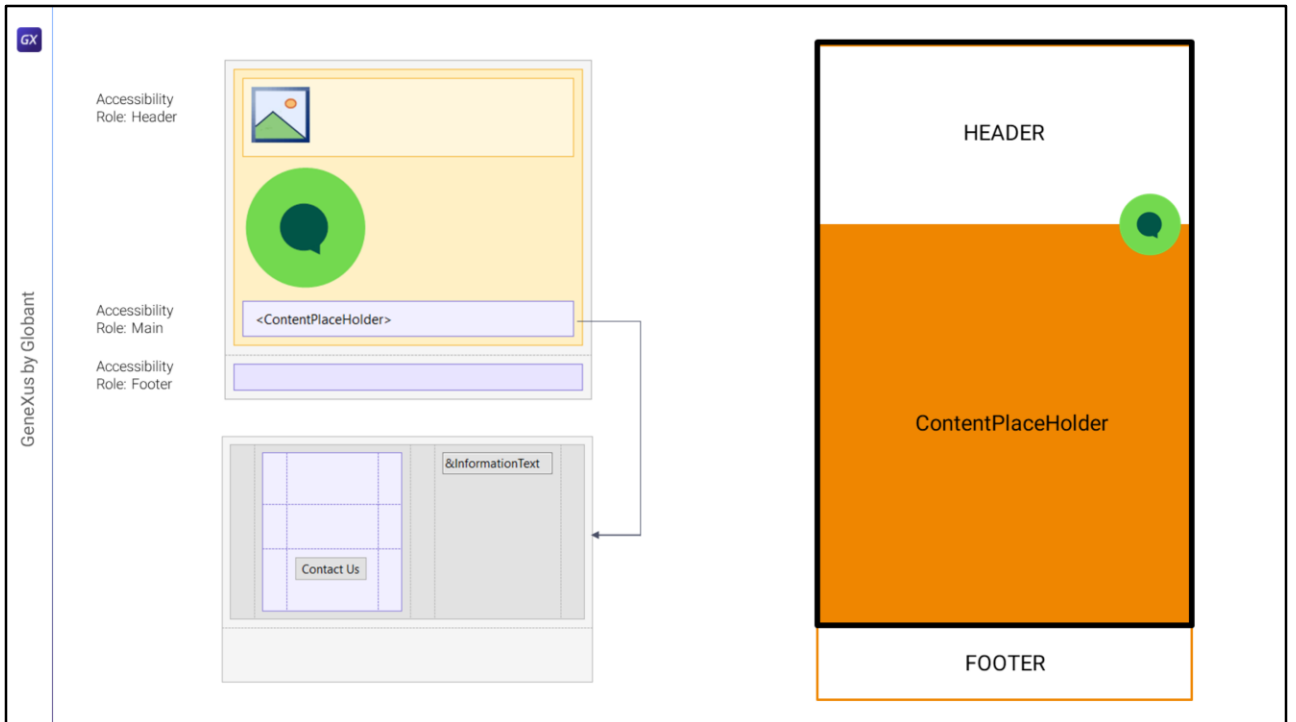 GX
GeneXus by Globant
Accessibility
Role: Header
Accessibility
Role: Main
<ContentPlaceHolder>
Accessibility
Role: Footer
&InformationText
Contact Us
HEADER
ContentPlaceHolder
FOOTER